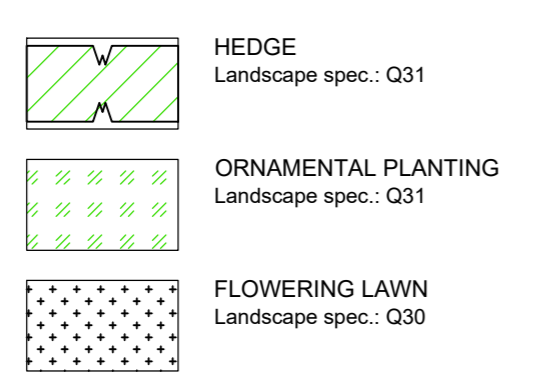 HEDGE
Landscape spec.: Q31
ORNAMENTAL PLANTING
Landscape spec.: Q31
FLOWERING LAWN
Landscape spec.: Q30